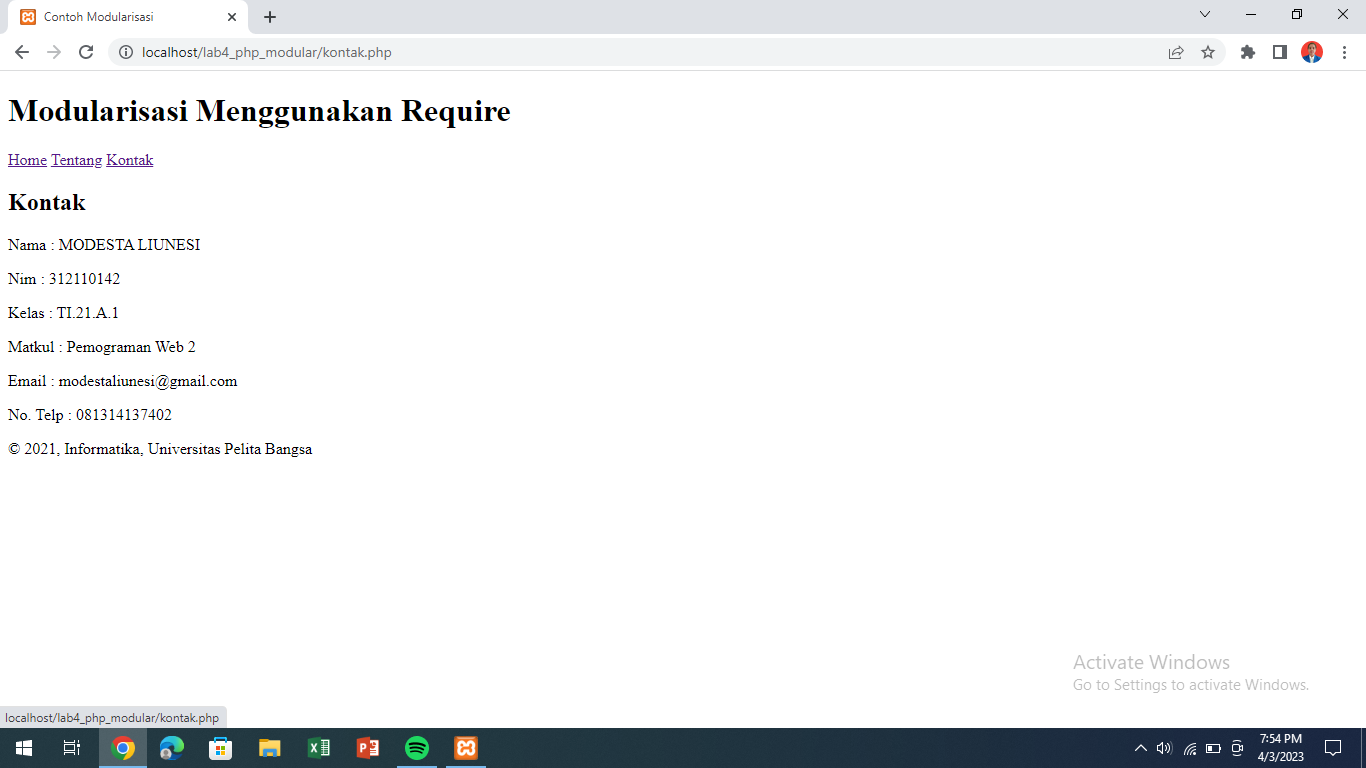 Contoh Modularisasi
localhost/lab4_php_modular/kontak.php
Modularisasi Menggunakan Require
Home Tentang Kontak
Kontak
Nama : MODESTA LIUNESI
Nim : 312110142
Kelas : TI.21.A.1
Matkul : Pemograman Web 2
Email : modestaliunesi@gmail.com
No. Telp : 081314137402
© 2021, Informatika, Universitas Pelita Bangsa
Activate Windows
Go to Settings to activate Windows.
localhost/lab4_php_modular/kontak.php
7:54 PM
4/3/2023